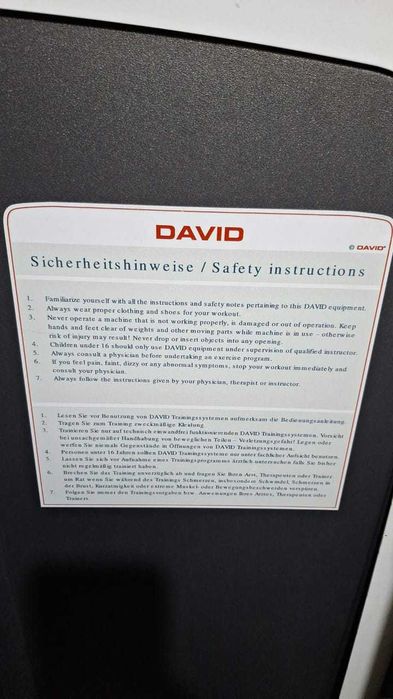 DAVID
© DAVID®
Sicherheitshinweise / Safety instructions
1. Familiarize yourself with all the instructions and safety notes pertaining to this DAVID equipment.
2. Always wear proper clothing and shoes for your workout.
3. Never operate a machine that is not working properly, is damaged or out of operation. Keep
hands and feet clear of weights and other moving parts while machine is in use – otherwise
risk of injury may result! Never drop or insert objects into any opening.
4. Children under 16 should only use DAVID equipment under supervision of qualified instructor.
5. Always consult a physician before undertaking an exercise program.
6. If you feel pain, faint, dizzy or any abnormal symptoms, stop your workout immediately and
consult your physician.
7. Always follow the instructions given by your physician, therapist or instructor.
1. Lesen Sie vor Benutzung von DAVID Trainingssystemen aufmerksam die Bedienungsanleitung.
2. Tragen Sie zum Training zweckmäßige Kleidung.
3. Trainieren Sie nur auf technisch einwandfrei funktionierenden DAVID Trainingssystemen. Vorsicht
bei unsachgemäßer Handhabung von beweglichen Teilen – Verletzungsgefahr! Legen oder
werfen Sie niemals Gegenstände in Öffnungen von DAVID Trainingssystemen.
4. Personen unter 16 Jahren sollten DAVID Trainingssysteme nur unter fachlicher Aufsicht benutzen.
5. Lassen Sie sich vor Aufnahme eines Trainingsprogramms ärztlich untersuchen falls Sie bisher
nicht regelmäßig trainiert haben.
6. Brechen Sie das Training unverzüglich ab und fragen Sie Ihren Arzt, Therapeuten oder Trainer
um Rat wenn Sie während des Trainings Schmerzen, insbesondere Schwindel, Schmerzen in
der Brust, Kurzatmigkeit oder extreme Muskel- oder Bewegungsbeschwerden verspüren.
7. Folgen Sie immer den Trainingsvorgaben bzw. Anweisungen Ihres Arztes, Therapeuten oder
Trainers.